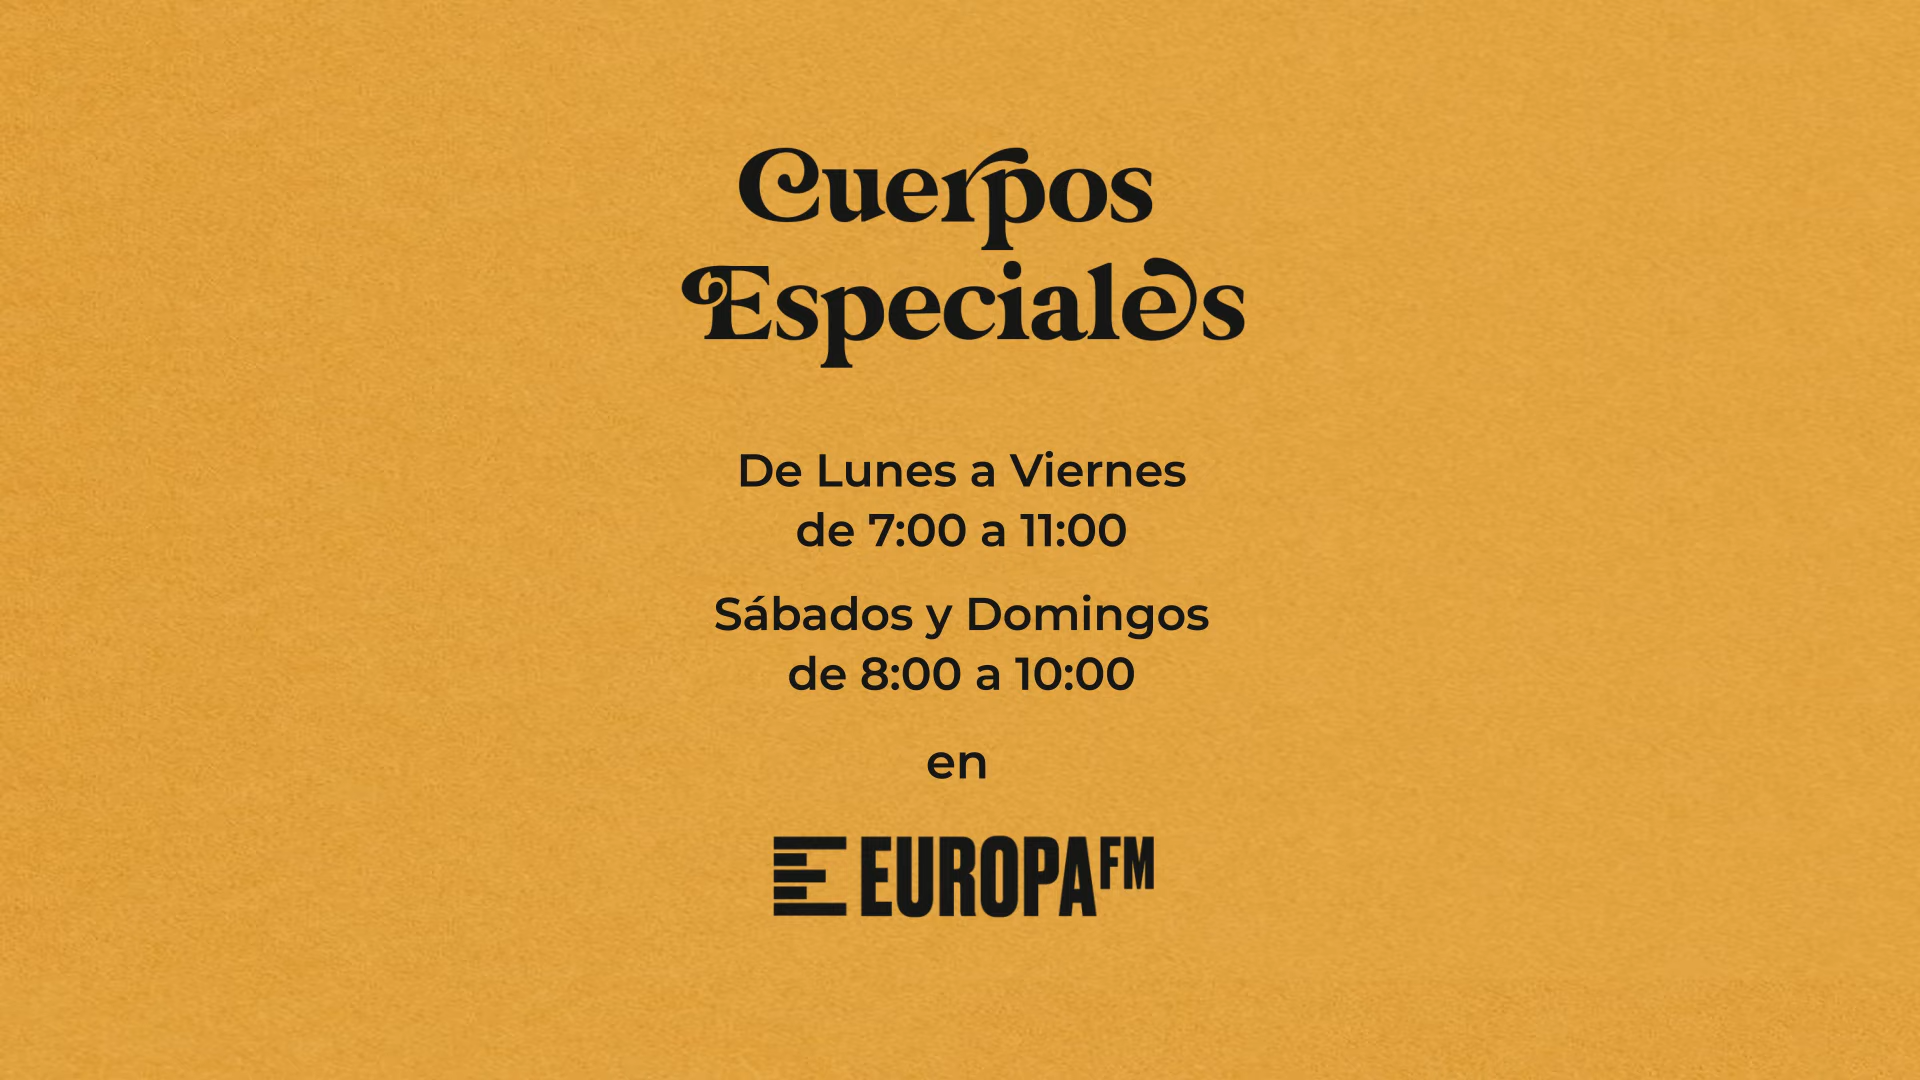 Cuerpos
Especiales
De Lunes a Viernes
de 7:00 a 11:00
Sábados y Domingos
de 8:00 a 10:00
en
EUROPA FM